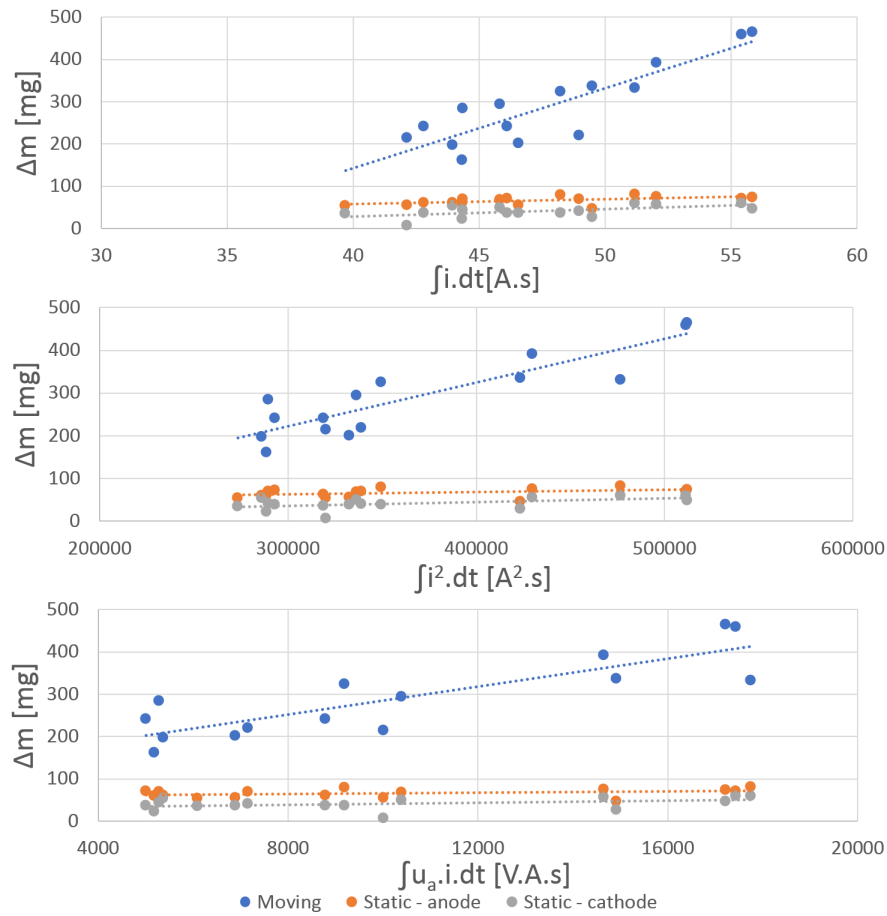 500
400
300
200
100
0
Δm [mg]
30 35 40 45 50 55 60
∫i.dt[A.s]
500
400
300
200
100
0
Δm [mg]
200000 300000 400000 500000 600000
∫i².dt [A².s]
500
400
300
200
100
0
Δm [mg]
4000 8000 12000 16000 20000
∫uₐ.i.dt [V.A.s]
Moving Static - anode Static - cathode